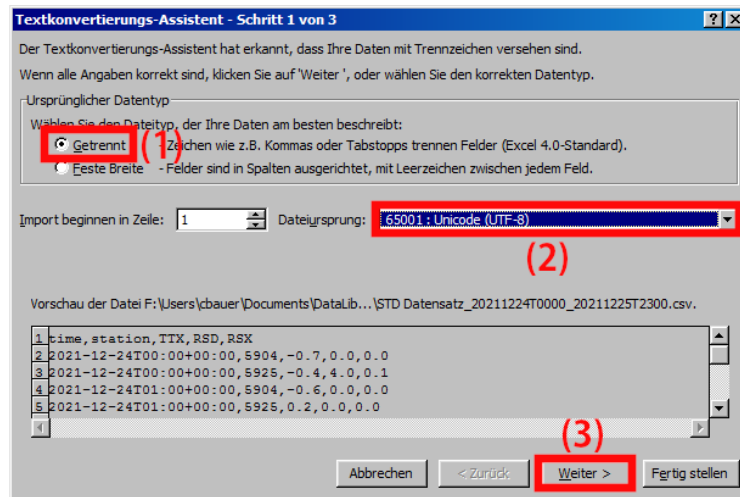 Textkonvertierungs-Assistent - Schritt 1 von 3
Der Textkonvertierungs-Assistent hat erkannt, dass Ihre Daten mit Trennzeichen versehen sind.
Wenn alle Angaben korrekt sind, klicken Sie auf 'Weiter ', oder wählen Sie den korrekten Datentyp.
Ursprünglicher Datentyp
Wählen Sie den Dateityp, der Ihre Daten am besten beschreibt:
Getrennt (1) - Zeichen wie z.B. Kommas oder Tabstopps trennen Felder (Excel 4.0-Standard).
Feste Breite - Felder sind in Spalten ausgerichtet, mit Leerzeichen zwischen jedem Feld.
Import beginnen in Zeile: 1 Dateiursprung: 65001 : Unicode (UTF-8)
(2)
Vorschau der Datei F:\Users\cbauer\Documents\DataLib...\STD Datensatz_20211224T0000_20211225T2300.csv.
1 time,station,TTX,RSD,RSX
2 2021-12-24T00:00+00:00,5904,-0.7,0.0,0.0
3 2021-12-24T00:00+00:00,5925,-0.4,4.0,0.1
4 2021-12-24T01:00+00:00,5904,-0.6,0.0,0.0
5 2021-12-24T01:00+00:00,5925,0.2,0.0,0.0
(3)
Abbrechen < Zurück Weiter > Fertig stellen